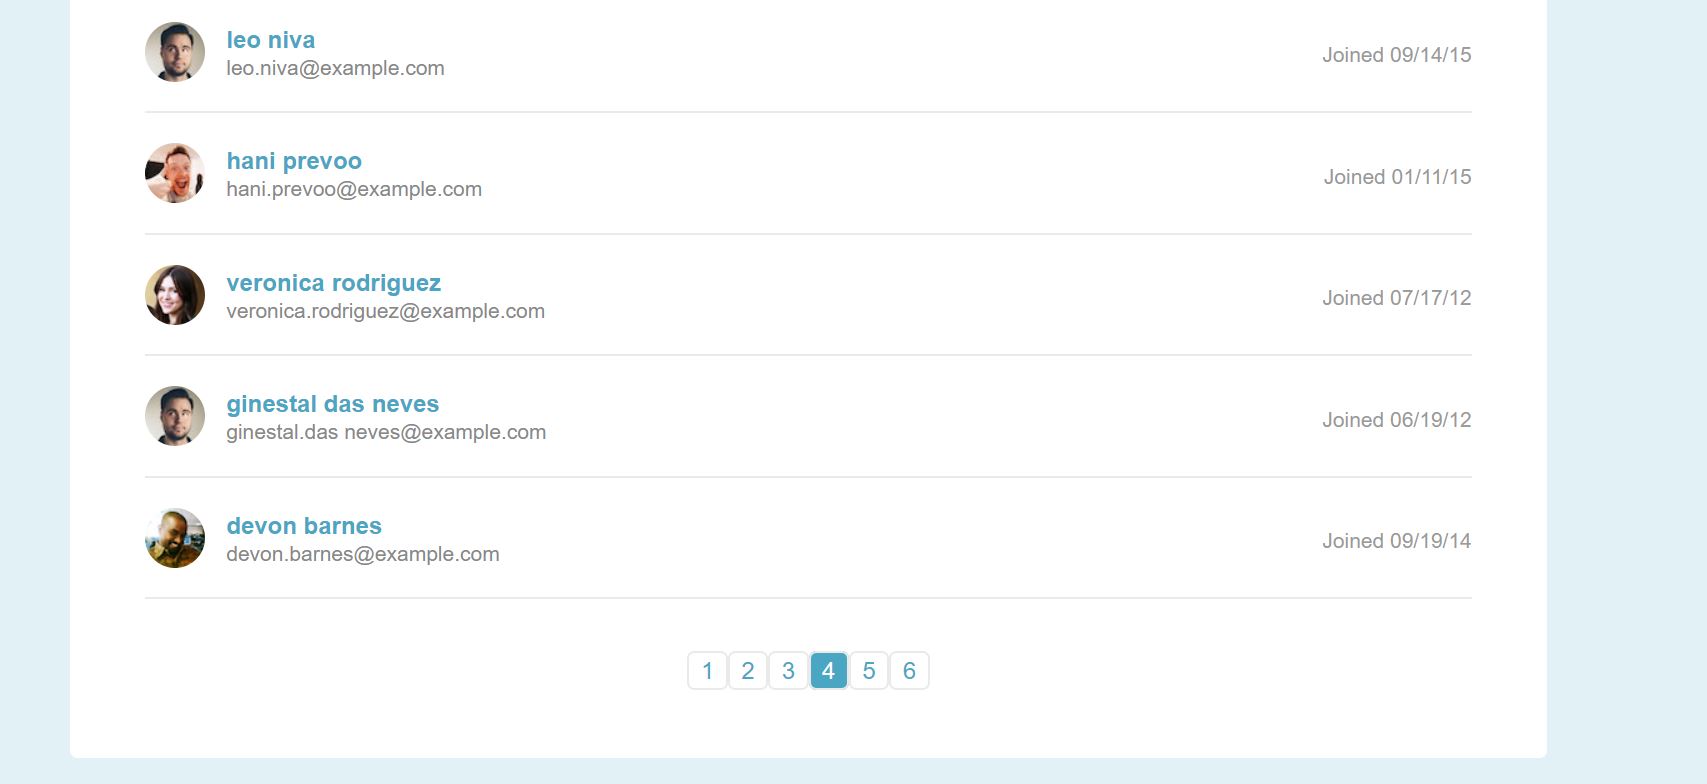 leo niva
leo.niva@example.com
Joined 09/14/15
hani prevoo
hani.prevoo@example.com
Joined 01/11/15
veronica rodriguez
veronica.rodriguez@example.com
Joined 07/17/12
ginestal das neves
ginestal.das neves@example.com
Joined 06/19/12
devon barnes
devon.barnes@example.com
Joined 09/19/14
1 2 3 4 5 6